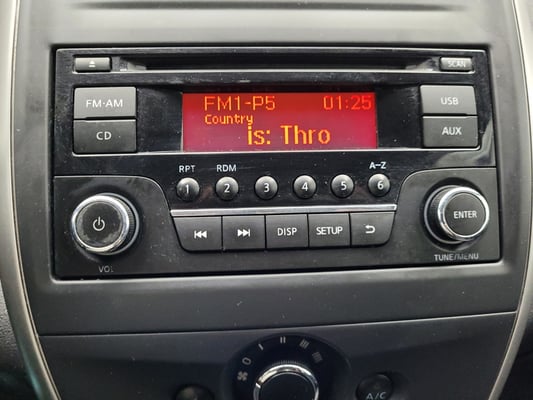 SCAN
FM1-P5 01:25
Country
is: Thro
FM·AM
CD
USB
AUX
RPT RDM A-Z
1 2 3 4 5 6
DISP SETUP
ENTER
VOL
TUNE/MENU
A/C